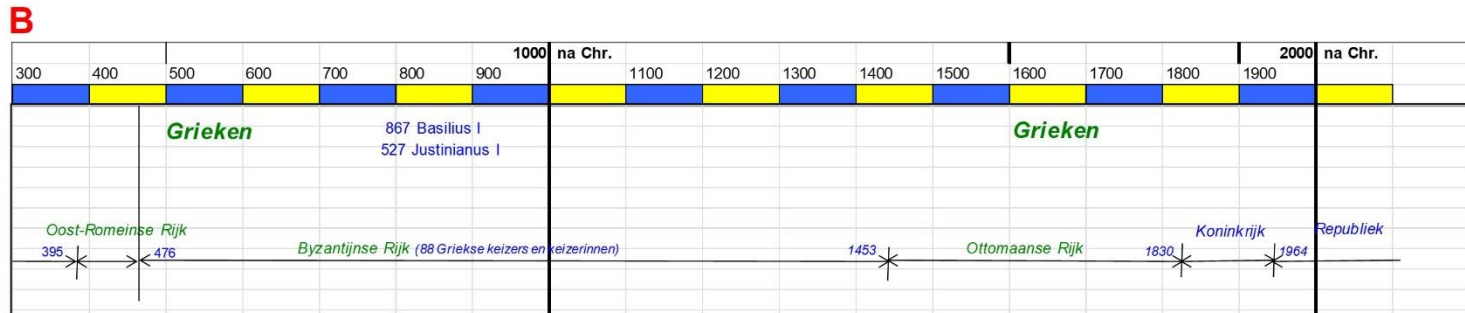 B
1000 na Chr. 2000 na Chr.
300 400 500 600 700 800 900 1100 1200 1300 1400 1500 1600 1700 1800 1900
Grieken 867 Basilius I Grieken
527 Justinianus I
Oost-Romeinse Rijk Koninkrijk Republiek
395 476 Byzantijnse Rijk (88 Griekse keizers en keizerinnen) 1453 Ottomaanse Rijk 1830 1964